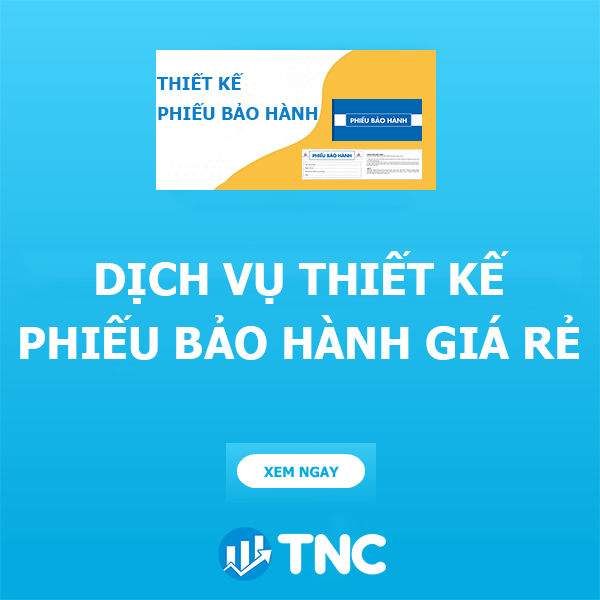 THIẾT KẾ
PHIẾU BẢO HÀNH
PHIẾU BẢO HÀNH
PHIẾU BẢO HÀNH
DỊCH VỤ THIẾT KẾ
PHIẾU BẢO HÀNH GIÁ RẺ
XEM NGAY
TNC